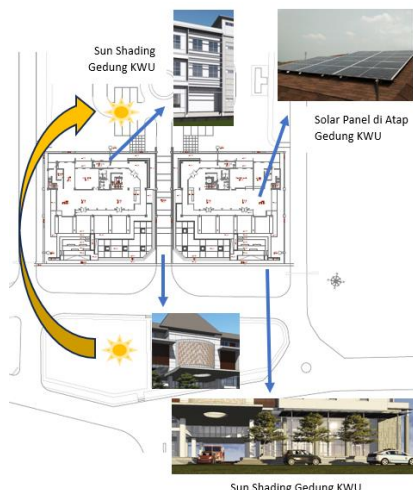 Sun Shading
Gedung KWU
Solar Panel di Atap
Gedung KWU
Sun Shading Gedung KWU